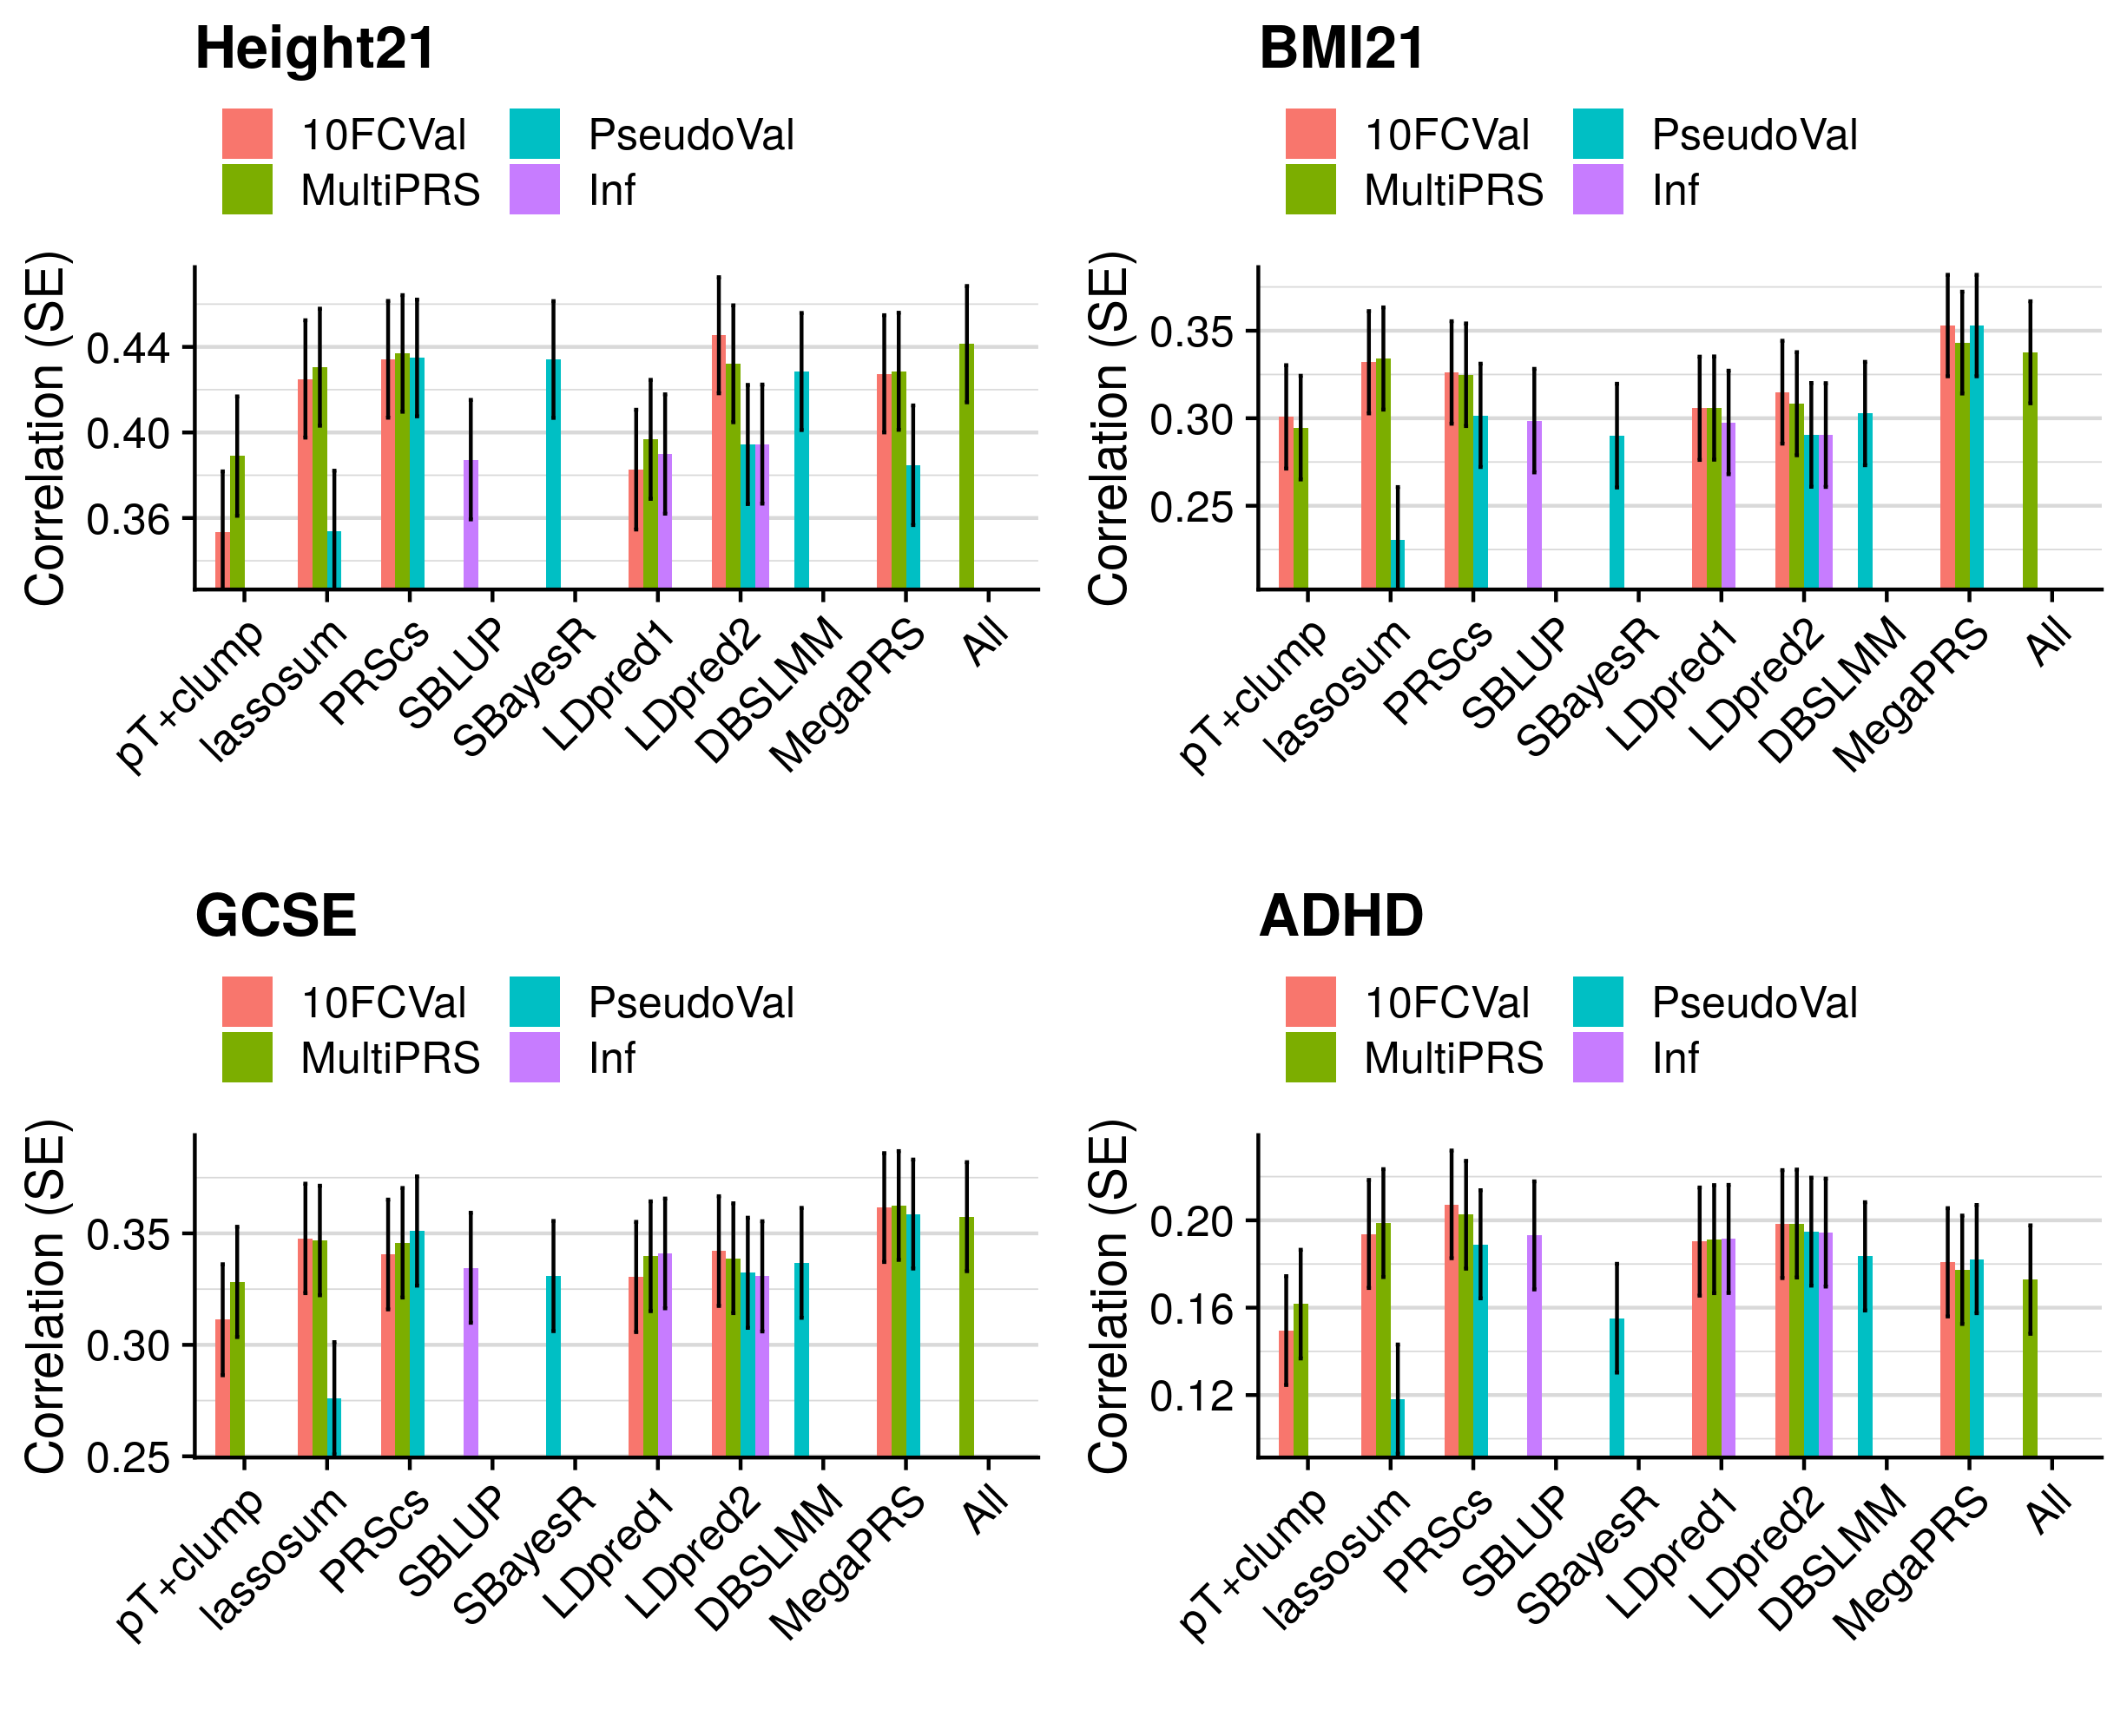 Height21
10FCVal
PseudoVal
MultiPRS
Inf
Correlation (SE)
0.44
0.40
0.36
pT+clump
lassosum
PRScs
SBLUP
SBayesR
LDpred1
LDpred2
DBSLMM
MegaPRS
All
BMI21
10FCVal
PseudoVal
MultiPRS
Inf
Correlation (SE)
0.35
0.30
0.25
pT+clump
lassosum
PRScs
SBLUP
SBayesR
LDpred1
LDpred2
DBSLMM
MegaPRS
All
GCSE
10FCVal
PseudoVal
MultiPRS
Inf
Correlation (SE)
0.35
0.30
0.25
pT+clump
lassosum
PRScs
SBLUP
SBayesR
LDpred1
LDpred2
DBSLMM
MegaPRS
All
ADHD
10FCVal
PseudoVal
MultiPRS
Inf
Correlation (SE)
0.20
0.16
0.12
pT+clump
lassosum
PRScs
SBLUP
SBayesR
LDpred1
LDpred2
DBSLMM
MegaPRS
All